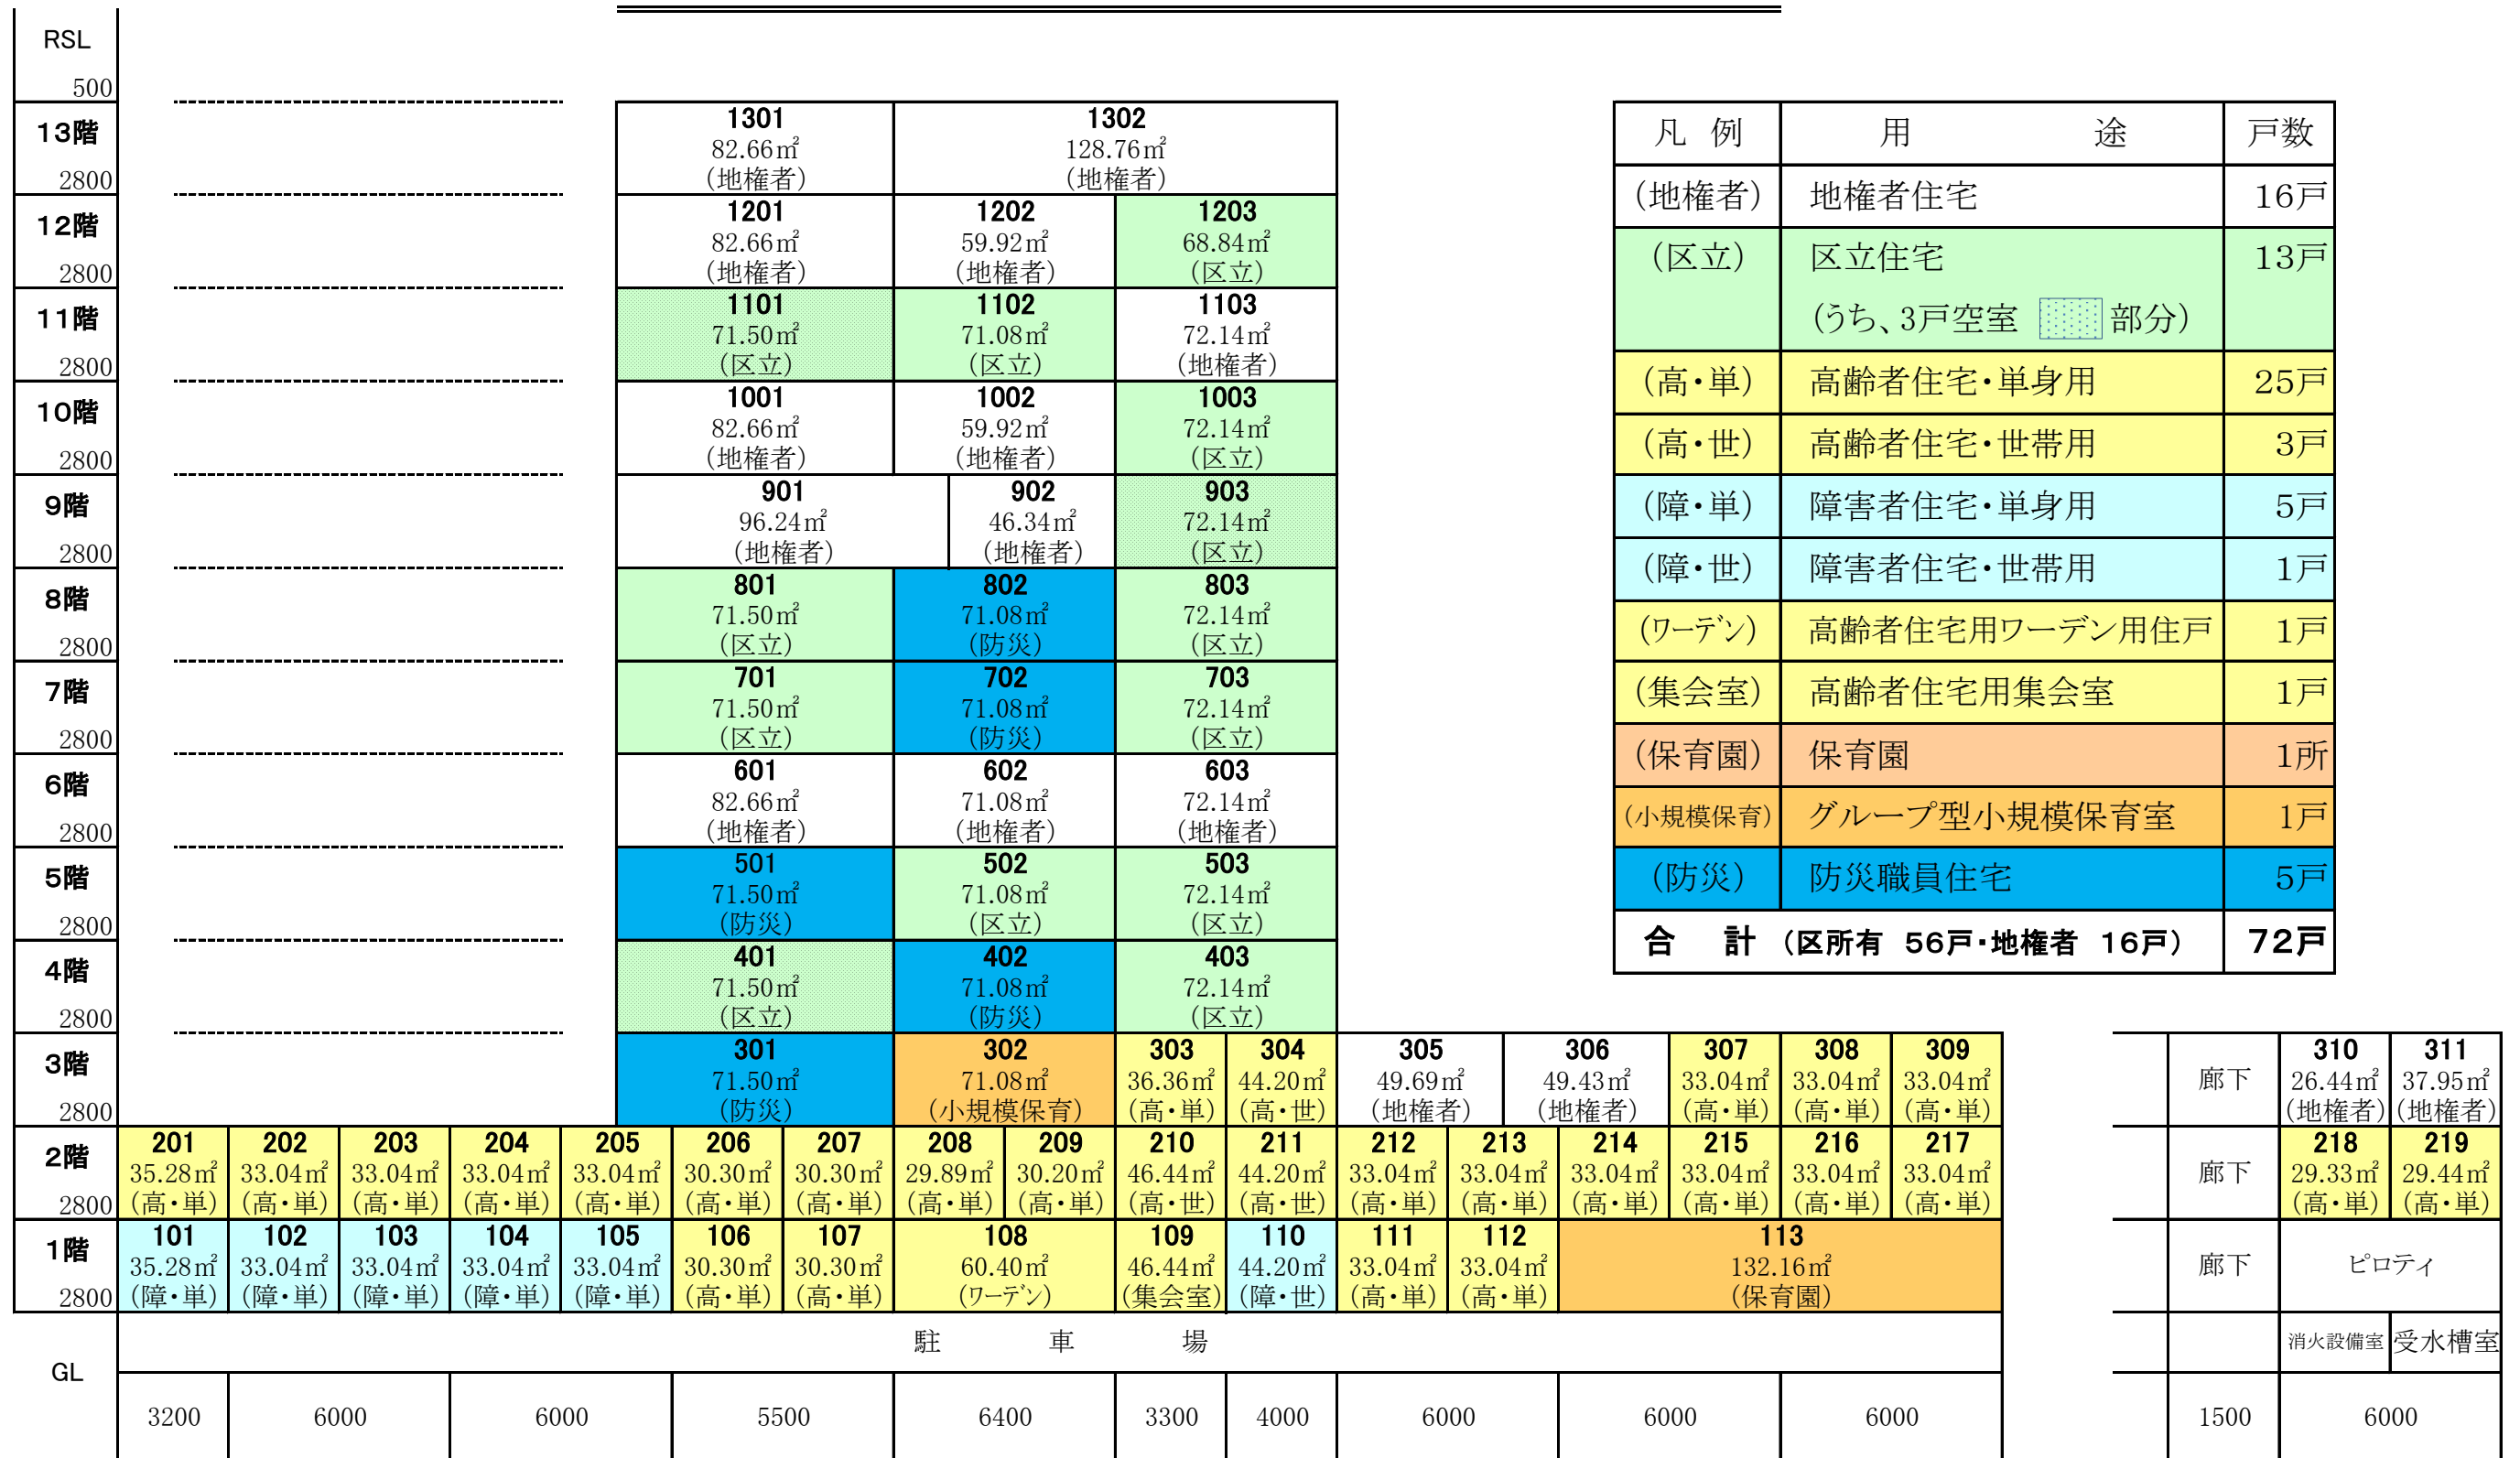 RSL
500
13階
2800
1301
82.66㎡
(地権者)
1302
128.76㎡
(地権者)
12階
2800
1201
82.66㎡
(地権者)
1202
59.92㎡
(地権者)
1203
68.84㎡
(区立)
11階
2800
1101
71.50㎡
(区立)
1102
71.08㎡
(区立)
1103
72.14㎡
(地権者)
10階
2800
1001
82.66㎡
(地権者)
1002
59.92㎡
(地権者)
1003
72.14㎡
(区立)
9階
2800
901
96.24㎡
(地権者)
902
46.34㎡
(地権者)
903
72.14㎡
(区立)
8階
2800
801
71.50㎡
(区立)
802
71.08㎡
(防災)
803
72.14㎡
(区立)
7階
2800
701
71.50㎡
(区立)
702
71.08㎡
(防災)
703
72.14㎡
(区立)
6階
2800
601
82.66㎡
(地権者)
602
71.08㎡
(地権者)
603
72.14㎡
(地権者)
5階
2800
501
71.50㎡
(防災)
502
71.08㎡
(区立)
503
72.14㎡
(区立)
4階
2800
401
71.50㎡
(区立)
402
71.08㎡
(防災)
403
72.14㎡
(区立)
凡 例 用 途 戸数
(地権者) 地権者住宅 16戸
(区立) 区立住宅 13戸
(うち、3戸空室 部分)
(高・単) 高齢者住宅・単身用 25戸
(高・世) 高齢者住宅・世帯用 3戸
(障・単) 障害者住宅・単身用 5戸
(障・世) 障害者住宅・世帯用 1戸
(ワーデン) 高齢者住宅用ワーデン用住戸 1戸
(集会室) 高齢者住宅用集会室 1戸
(保育園) 保育園 1所
(小規模保育) グループ型小規模保育室 1戸
(防災) 防災職員住宅 5戸
合 計 (区所有 56戸・地権者 16戸) 72戸
3階
2800
301
71.50㎡
(防災)
302
71.08㎡
(小規模保育)
303
36.36㎡
(高・単)
304
44.20㎡
(高・世)
305
49.69㎡
(地権者)
306
49.43㎡
(地権者)
307
33.04㎡
(高・単)
308
33.04㎡
(高・単)
309
33.04㎡
(高・単)
廊下
310
26.44㎡
(地権者)
311
37.95㎡
(地権者)
2階
2800
201
35.28㎡
(高・単)
202
33.04㎡
(高・単)
203
33.04㎡
(高・単)
204
33.04㎡
(高・単)
205
33.04㎡
(高・単)
206
30.30㎡
(高・単)
207
30.30㎡
(高・単)
208
29.89㎡
(高・単)
209
30.20㎡
(高・単)
210
46.44㎡
(高・世)
211
44.20㎡
(高・世)
212
33.04㎡
(高・単)
213
33.04㎡
(高・単)
214
33.04㎡
(高・単)
215
33.04㎡
(高・単)
216
33.04㎡
(高・単)
217
33.04㎡
(高・単)
廊下
218
29.33㎡
(高・単)
219
29.44㎡
(高・単)
1階
2800
101
35.28㎡
(障・単)
102
33.04㎡
(障・単)
103
33.04㎡
(障・単)
104
33.04㎡
(障・単)
105
33.04㎡
(障・単)
106
30.30㎡
(高・単)
107
30.30㎡
(高・単)
108
60.40㎡
(ワーデン)
109
46.44㎡
(集会室)
110
44.20㎡
(障・世)
111
33.04㎡
(高・単)
112
33.04㎡
(高・単)
113
132.16㎡
(保育園)
廊下
ピロティ
GL
駐 車 場
消火設備室
受水槽室
3200 6000 6000 5500 6400 3300 4000 6000 6000 6000 1500 6000